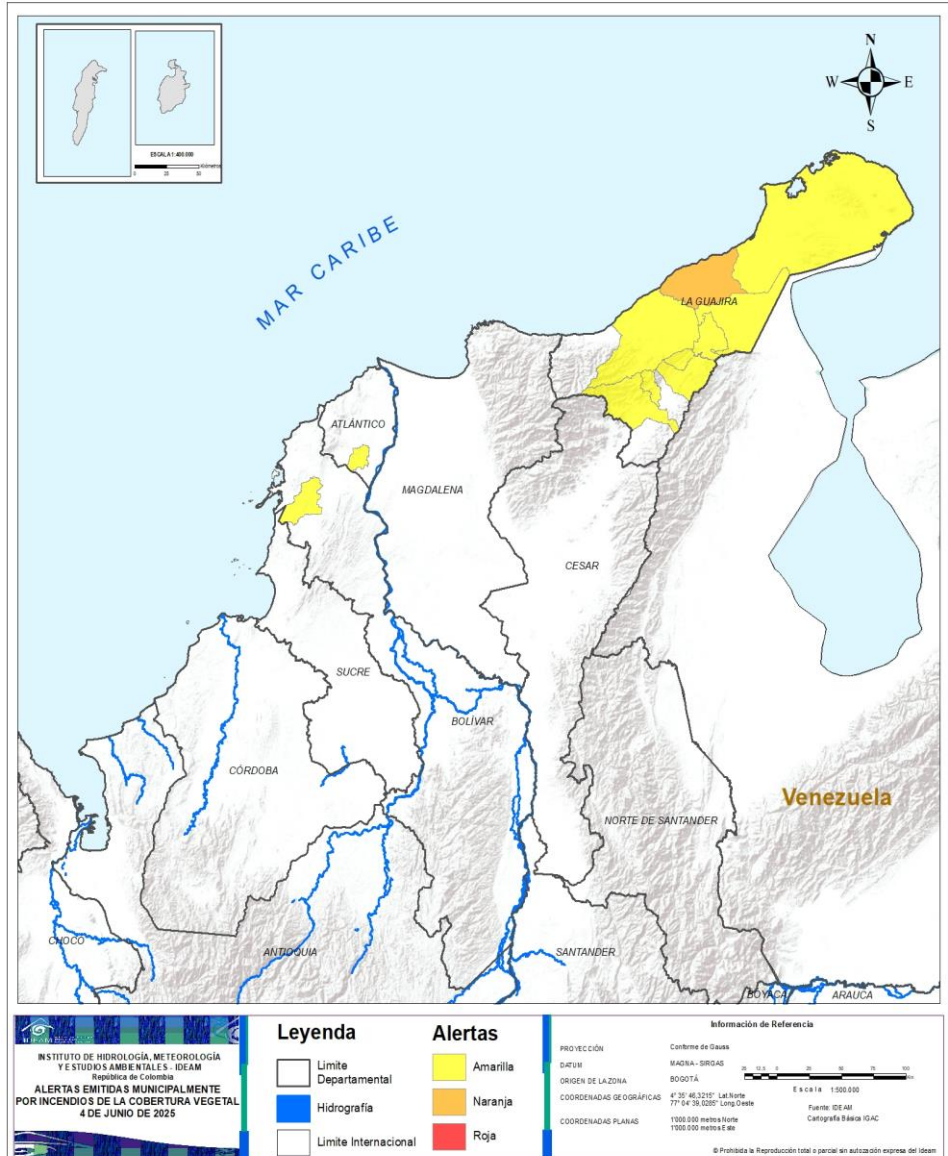 ESCALA 1: 400.000
N
W
E
S
MAR CARIBE
LA GUAJIRA
ATLÁNTICO
MAGDALENA
CESAR
SUCRE
BOLÍVAR
CÓRDOBA
Venezuela
NORTE DE SANTANDER
CHOCÓ
ANTIOQUIA
SANTANDER
BOYACÁ
ARAUCA
IDEAM
INSTITUTO DE HIDROLOGÍA, METEOROLOGÍA
Y ESTUDIOS AMBIENTALES - IDEAM
República de Colombia
ALERTAS EMITIDAS MUNICIPALMENTE
POR INCENDIOS DE LA COBERTURA VEGETAL
4 DE JUNIO DE 2025
Leyenda
Limite
Departamental
Hidrografía
Limite Internacional
Alertas
Amarilla
Naranja
Roja
Información de Referencia
PROYECCIÓN Conforme de Gauss
DATUM MAGNA - SIRGAS
ORIGEN DE LA ZONA BOGOTÁ
COORDENADAS GEOGRÁFICAS 4° 35' 46,3215" Lat.Norte
77° 04' 39,0285" Long.Oeste
COORDENADAS PLANAS 1'000.000 metros Norte
1'000.000 metros Este
Escala 1:500.000
Fuente: IDEAM
Cartografía Básica IGAC
© Prohibida la Reproducción total o parcial sin autorización expresa del Ideam